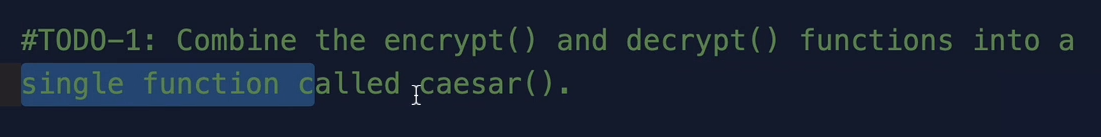 #TODO-1: Combine the encrypt() and decrypt() functions into a
single function called caesar().